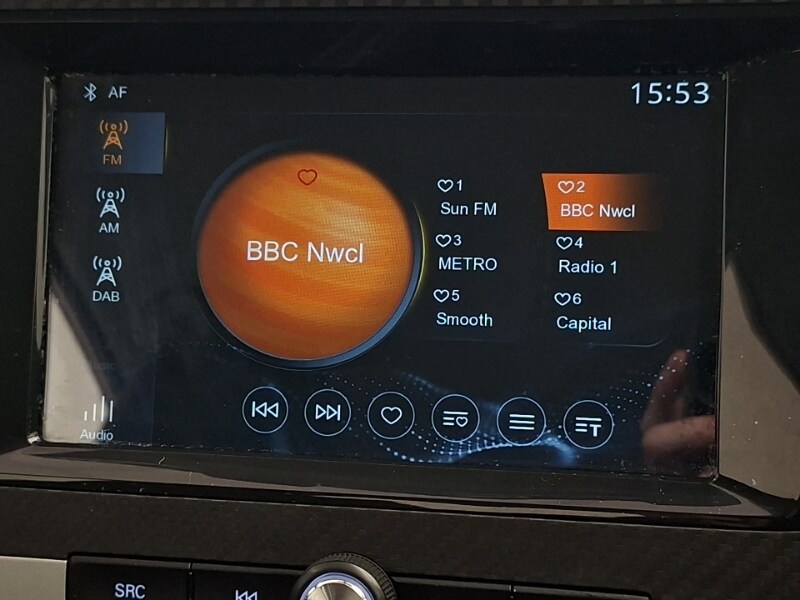 AF
15:53
FM
AM
DAB
Audio
BBC Nwcl
1
Sun FM
2
BBC Nwcl
3
METRO
4
Radio 1
5
Smooth
6
Capital
T
SRC